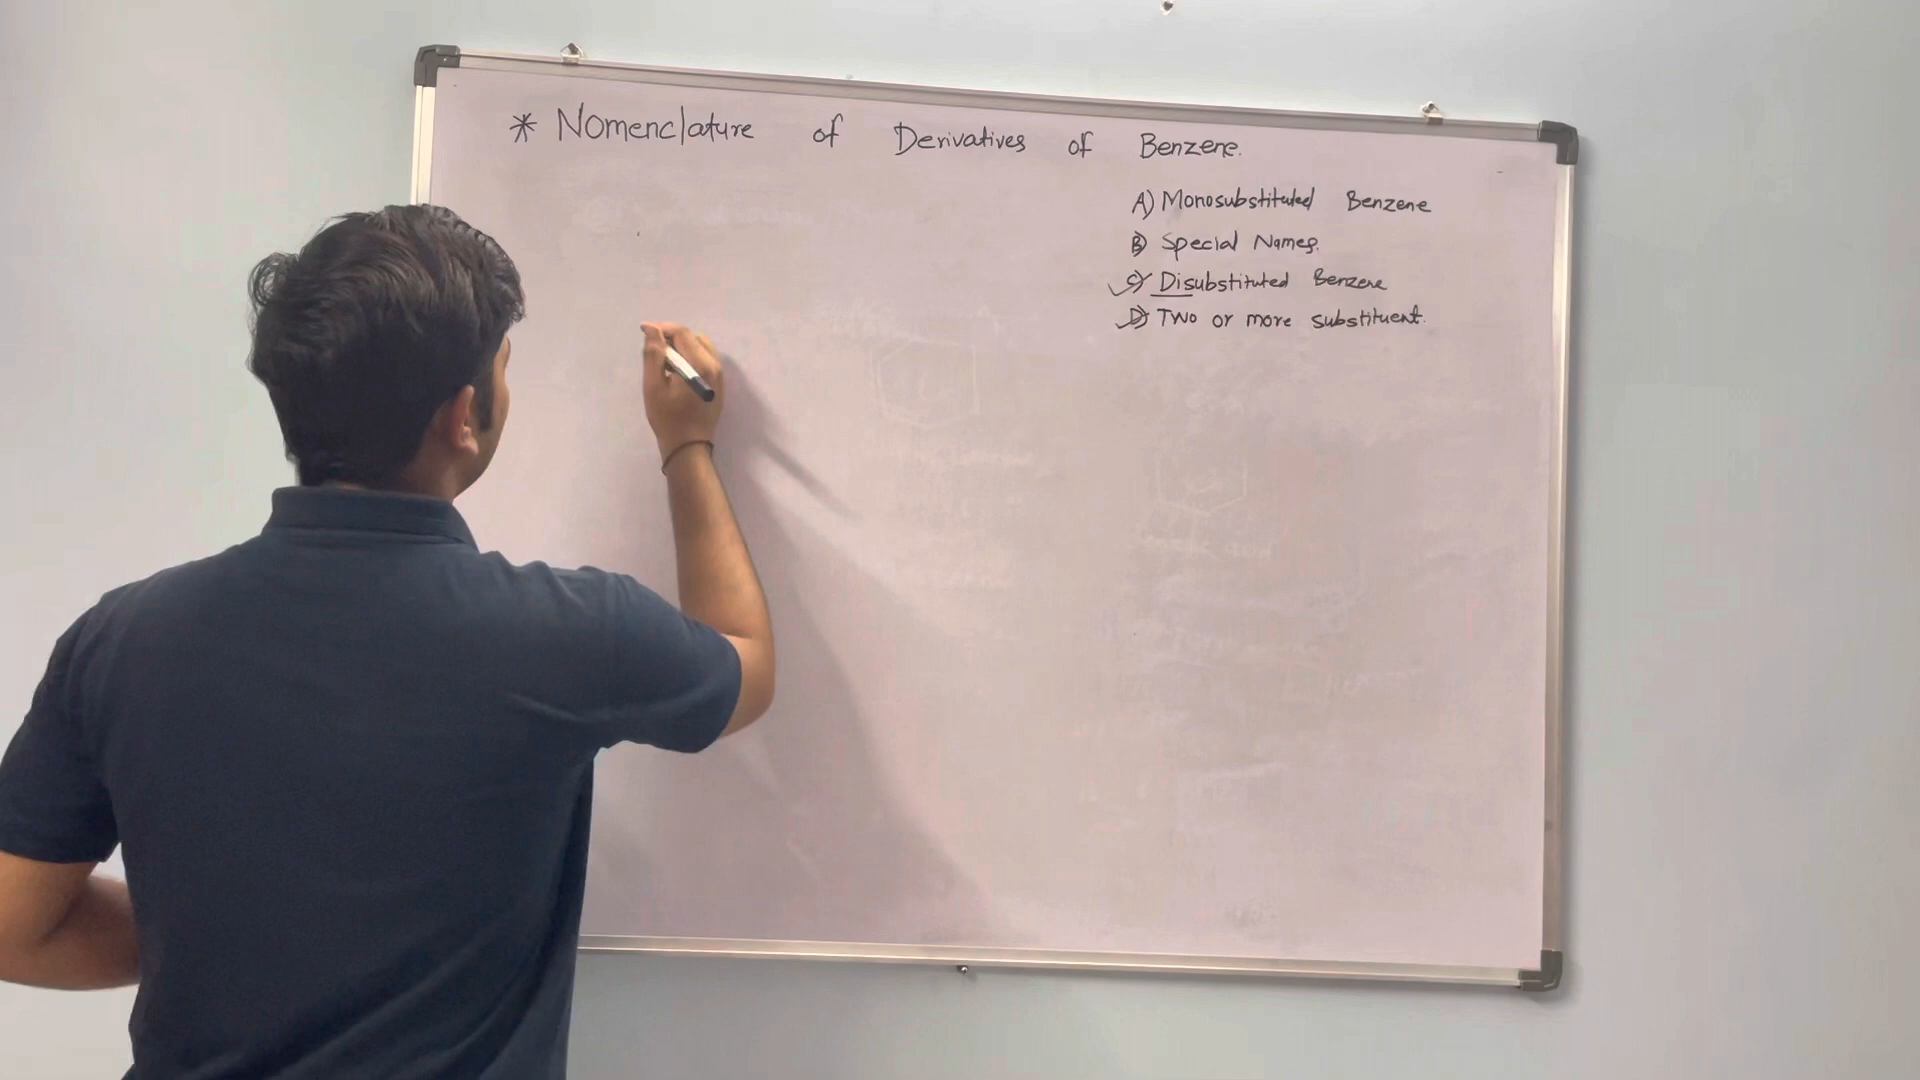 * Nomenclature of Derivatives of Benzene.
A) Monosubstituted Benzene
B) Special Names.
C) Disubstituted Benzene
D) Two or more substituent.